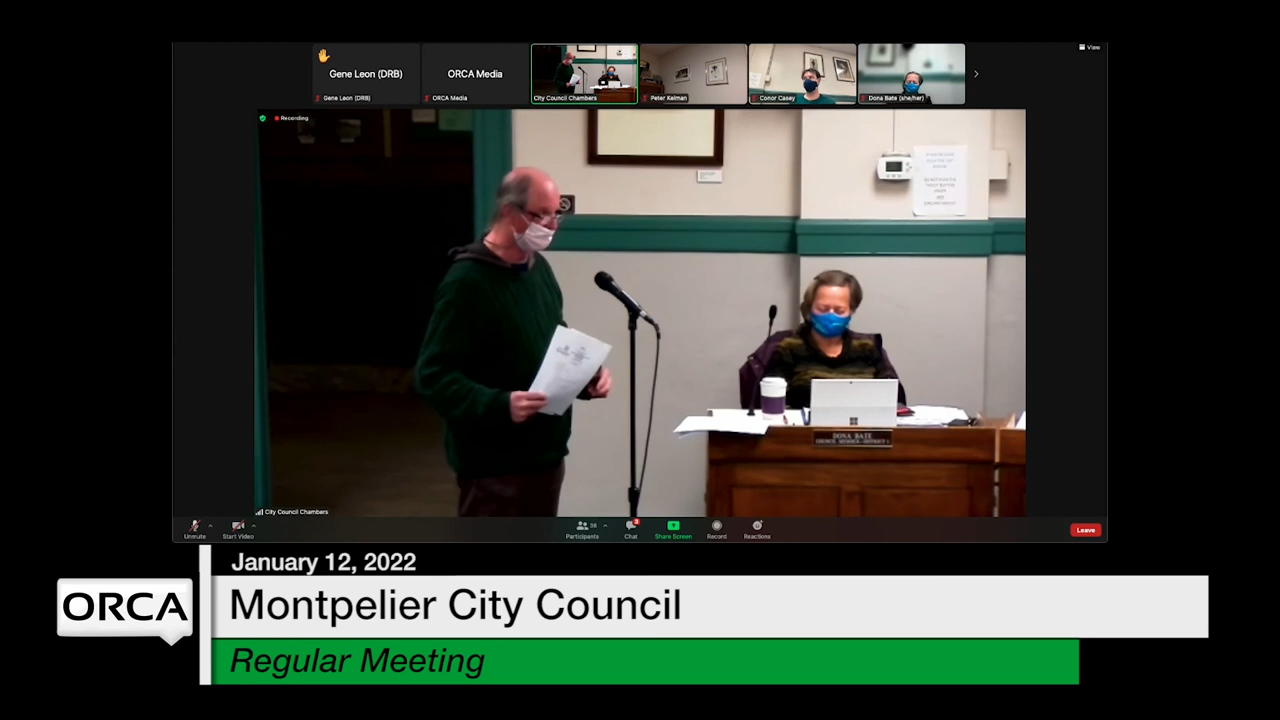 View
Gene Leon (DRB)
ORCA Media
Gene Leon (DRB)
ORCA Media
City Council Chambers
Peter Kelman
Conor Casey
Dona Bate (she/her)
Recording
DONA BATE
City Council Chambers
Unmute
Start Video
Participants
36
Chat
Share Screen
Record
Reactions
Leave
January 12, 2022
ORCA
Montpelier City Council
Regular Meeting